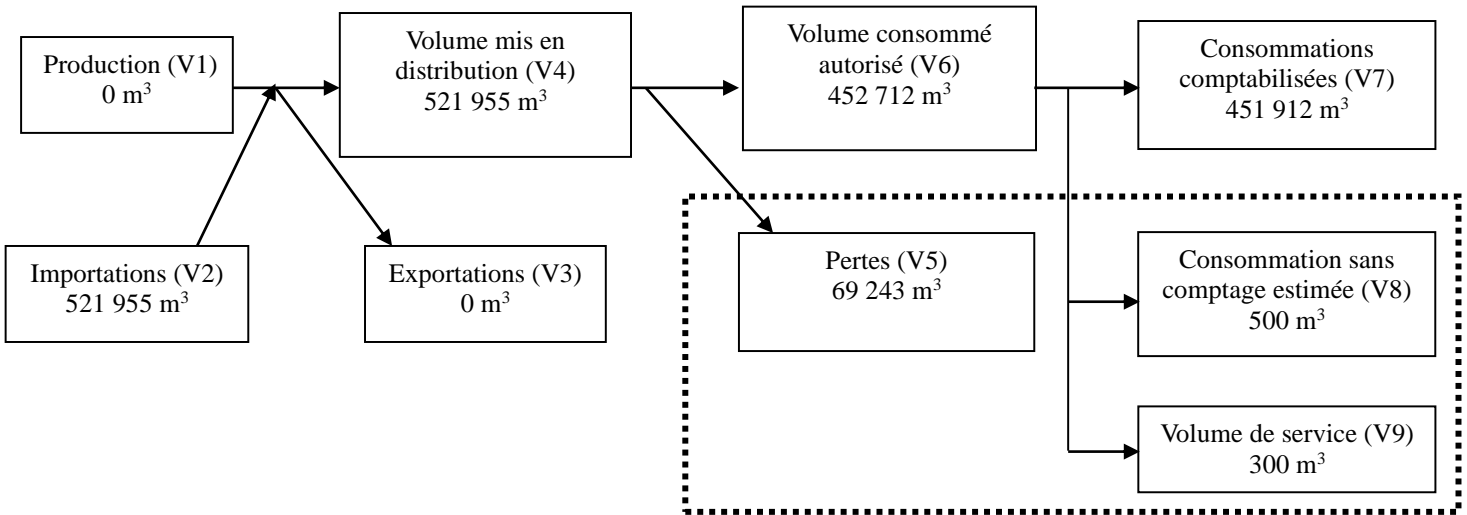 Production (V1)
0 m³
Volume mis en
distribution (V4)
521 955 m³
Volume consommé
autorisé (V6)
452 712 m³
Consommations
comptabilisées (V7)
451 912 m³
Importations (V2)
521 955 m³
Exportations (V3)
0 m³
Pertes (V5)
69 243 m³
Consommation sans
comptage estimée (V8)
500 m³
Volume de service (V9)
300 m³